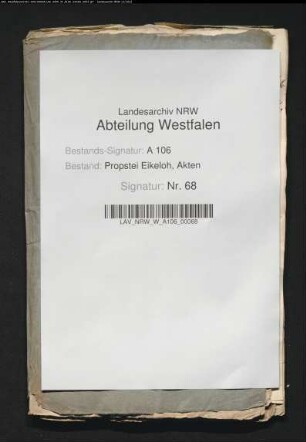 Landesarchiv NRW
Abteilung Westfalen
Bestands-Signatur: A 106
Bestand: Propstei Eikeloh, Akten
Signatur: Nr. 68
LAV_NRW_W_A106_00068